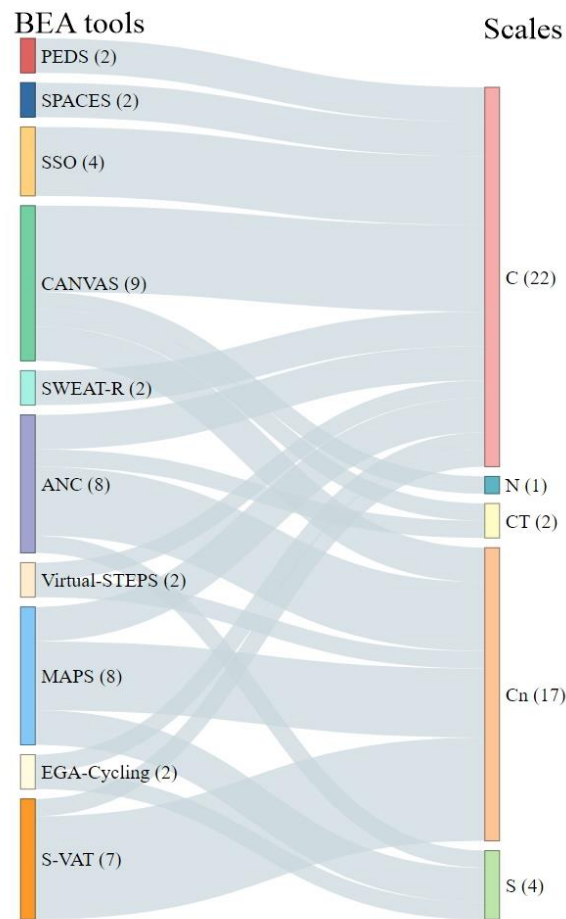 BEA tools
Scales
PEDS (2)
SPACES (2)
SSO (4)
CANVAS (9)
SWEAT-R (2)
ANC (8)
Virtual-STEPS (2)
MAPS (8)
EGA-Cycling (2)
S-VAT (7)
C (22)
N (1)
CT (2)
Cn (17)
S (4)